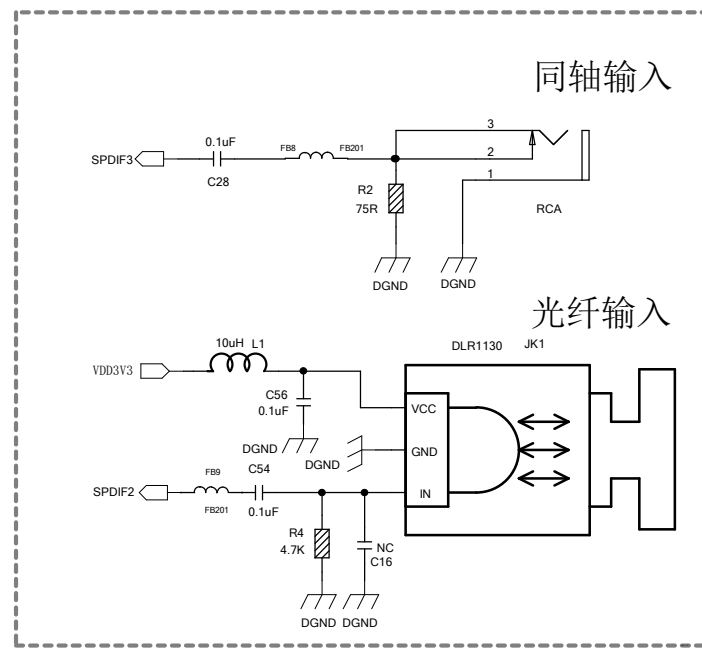 同轴输入
SPDIF3
0.1uF
C28
FB8
FB201
3
2
1
R2
75R
RCA
DGND
DGND
光纤输入
VDD3V3
10uH L1
C56
0.1uF
DGND
DLR1130 JK1
VCC
GND
IN
DGND
SPDIF2
FB9
FB201
C54
0.1uF
R4
4.7K
NC
C16
DGND
DGND